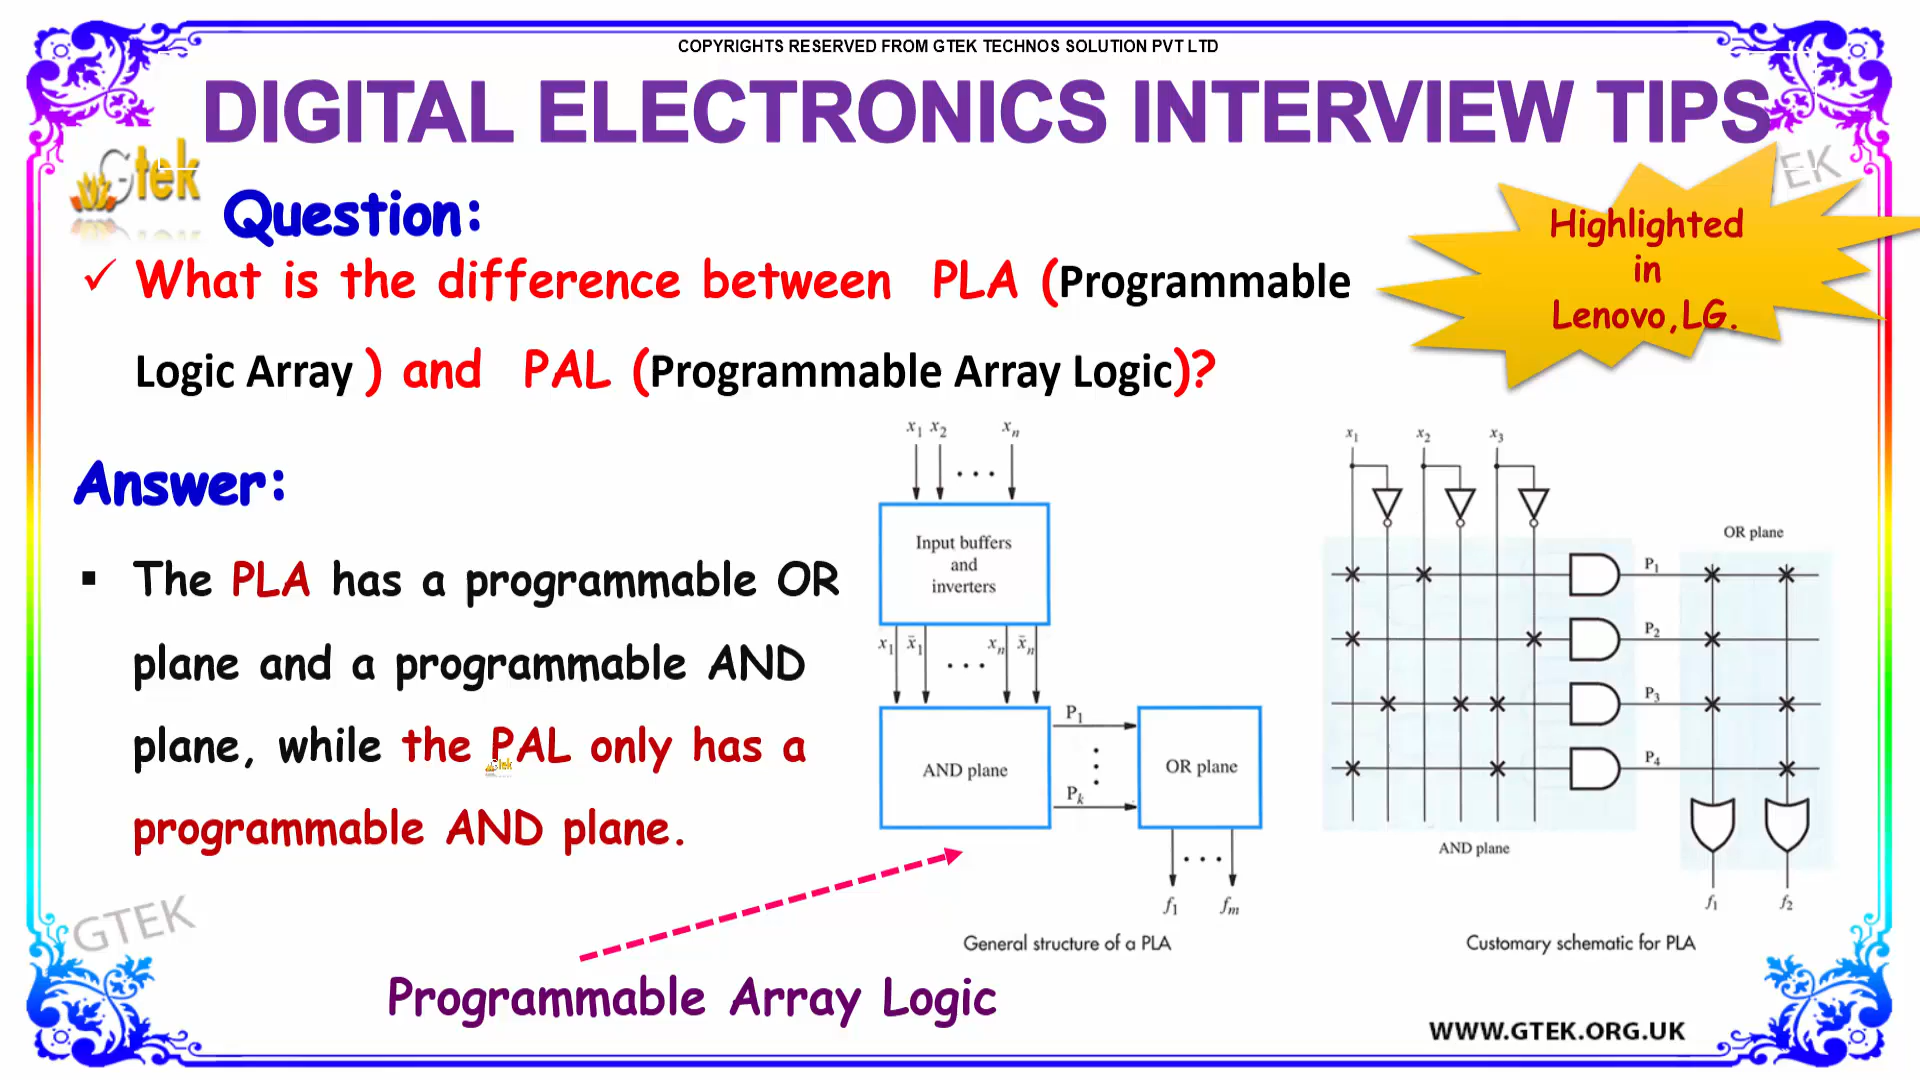 COPYRIGHTS RESERVED FROM GTEK TECHNOS SOLUTION PVT LTD
DIGITAL ELECTRONICS INTERVIEW TIPS
Gtek
EK
Question:
Highlighted
in
Lenovo,LG.
✓ What is the difference between PLA (Programmable
Logic Array ) and PAL (Programmable Array Logic)?
Answer:
▪ The PLA has a programmable OR
plane and a programmable AND
plane, while the PAL only has a
programmable AND plane.
Gtek
x1 x2 xn
...
Input buffers
and
inverters
x1 x̄1 ... xn x̄n
AND plane
P1
Pk
OR plane
...
f1 fm
General structure of a PLA
x1 x2 x3
OR plane
P1
P2
P3
P4
AND plane
f1 f2
Customary schematic for PLA
GTEK
Programmable Array Logic
WWW.GTEK.ORG.UK